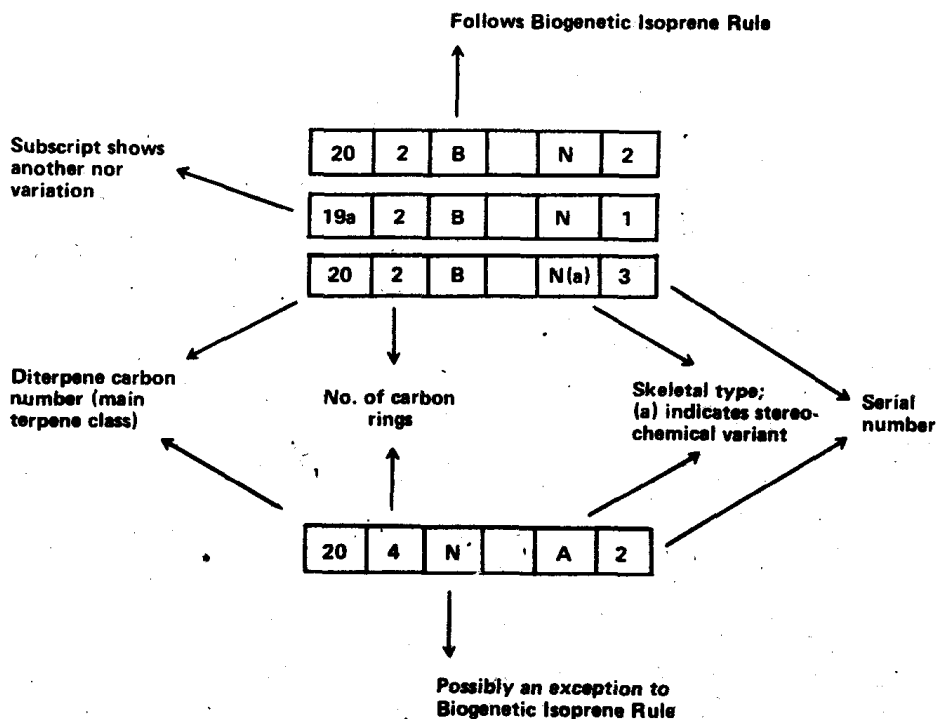 Follows Biogenetic Isoprene Rule
Subscript shows
another nor
variation
20 2 B N 2
19a 2 B N 1
20 2 B N(a) 3
Diterpene carbon
number (main
terpene class)
No. of carbon
rings
Skeletal type;
(a) indicates stereo-
chemical variant
Serial
number
20 4 N A 2
Possibly an exception to
Biogenetic Isoprene Rule